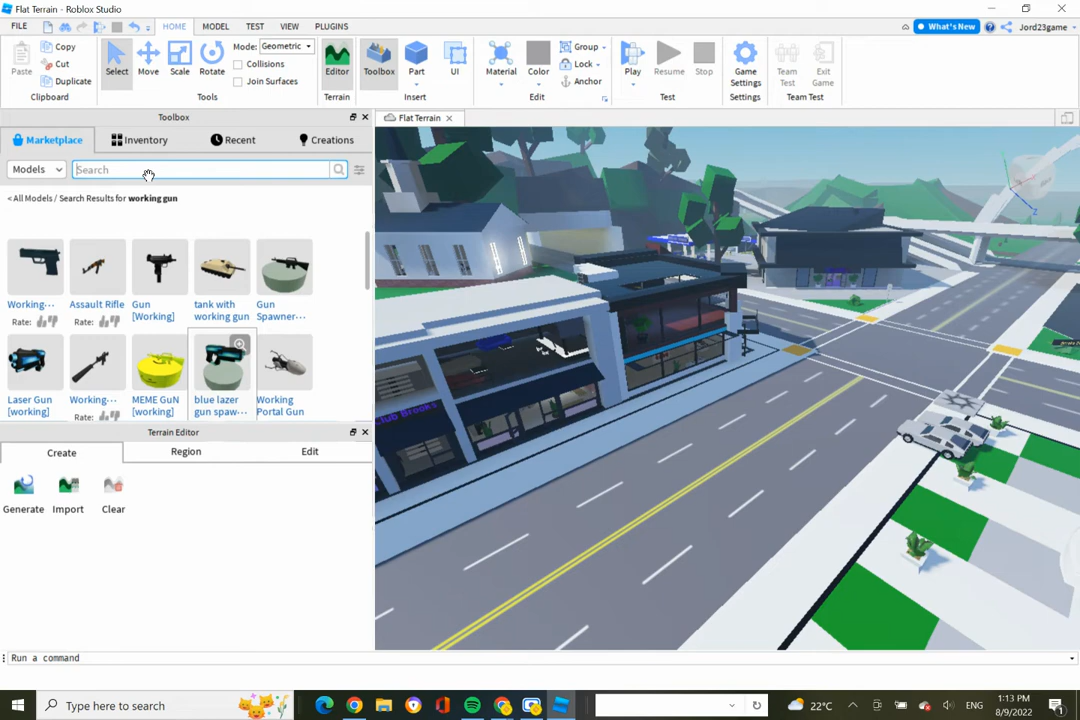 Flat Terrain - Roblox Studio
FILE HOME MODEL TEST VIEW PLUGINS What's New Jord23game
Paste Copy Cut Duplicate Clipboard
Select Move Scale Rotate Mode: Geometric Collisions Join Surfaces Tools
Editor Terrain
Toolbox Part UI Insert
Material Color Group Lock Anchor Edit
Play Resume Stop Test
Game Settings Settings
Team Test Exit Game Team Test
Toolbox
Flat Terrain
Marketplace Inventory Recent Creations
Models Search
< All Models / Search Results for working gun
Working··· Assault Rifle Gun [Working] tank with working gun Gun Spawner···
Rate: Rate:
Laser Gun [working] Working··· MEME GuN [working] blue lazer gun spaw··· Working Portal Gun
Rate:
Club Brooks
Terrain Editor
Create Region Edit
Generate Import Clear
Run a command
Type here to search
22°C ENG 1:13 PM
8/9/2022
1